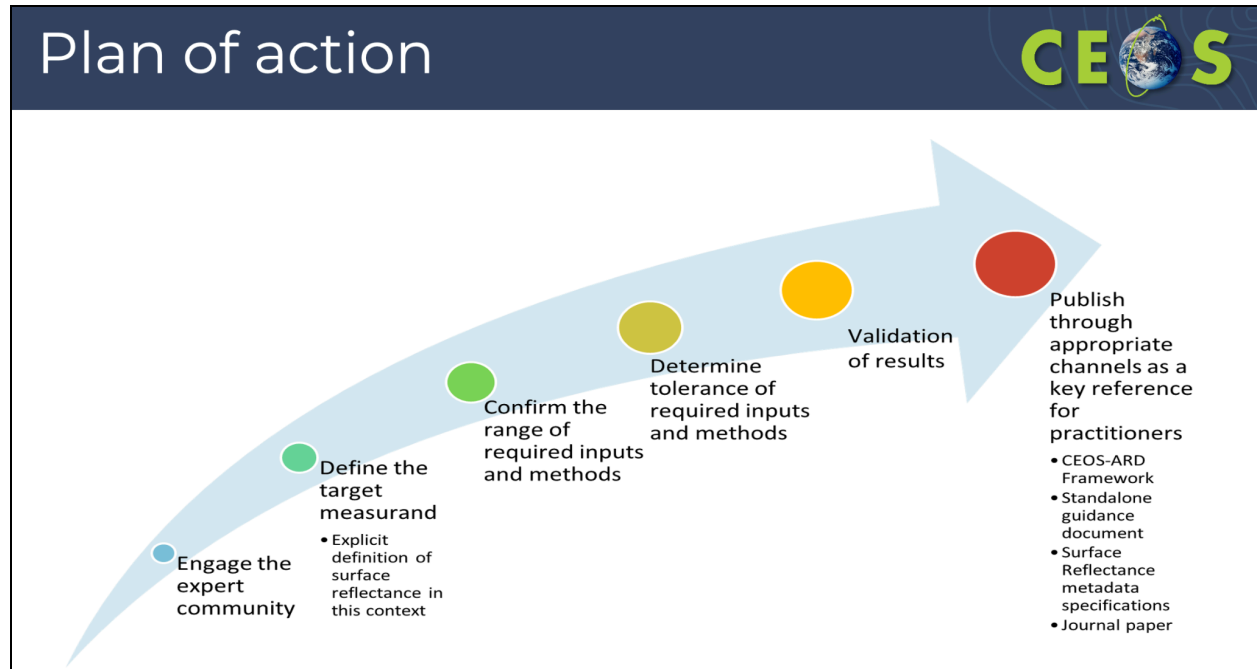 Plan of action
CEOS
Engage the
expert
community
Define the
target
measurand
• Explicit
definition of
surface
reflectance in
this context
Confirm the
range of
required inputs
and methods
Determine
tolerance of
required inputs
and methods
Validation
of results
Publish
through
appropriate
channels as a
key reference
for
practitioners
• CEOS-ARD
Framework
• Standalone
guidance
document
• Surface
Reflectance
metadata
specifications
• Journal paper